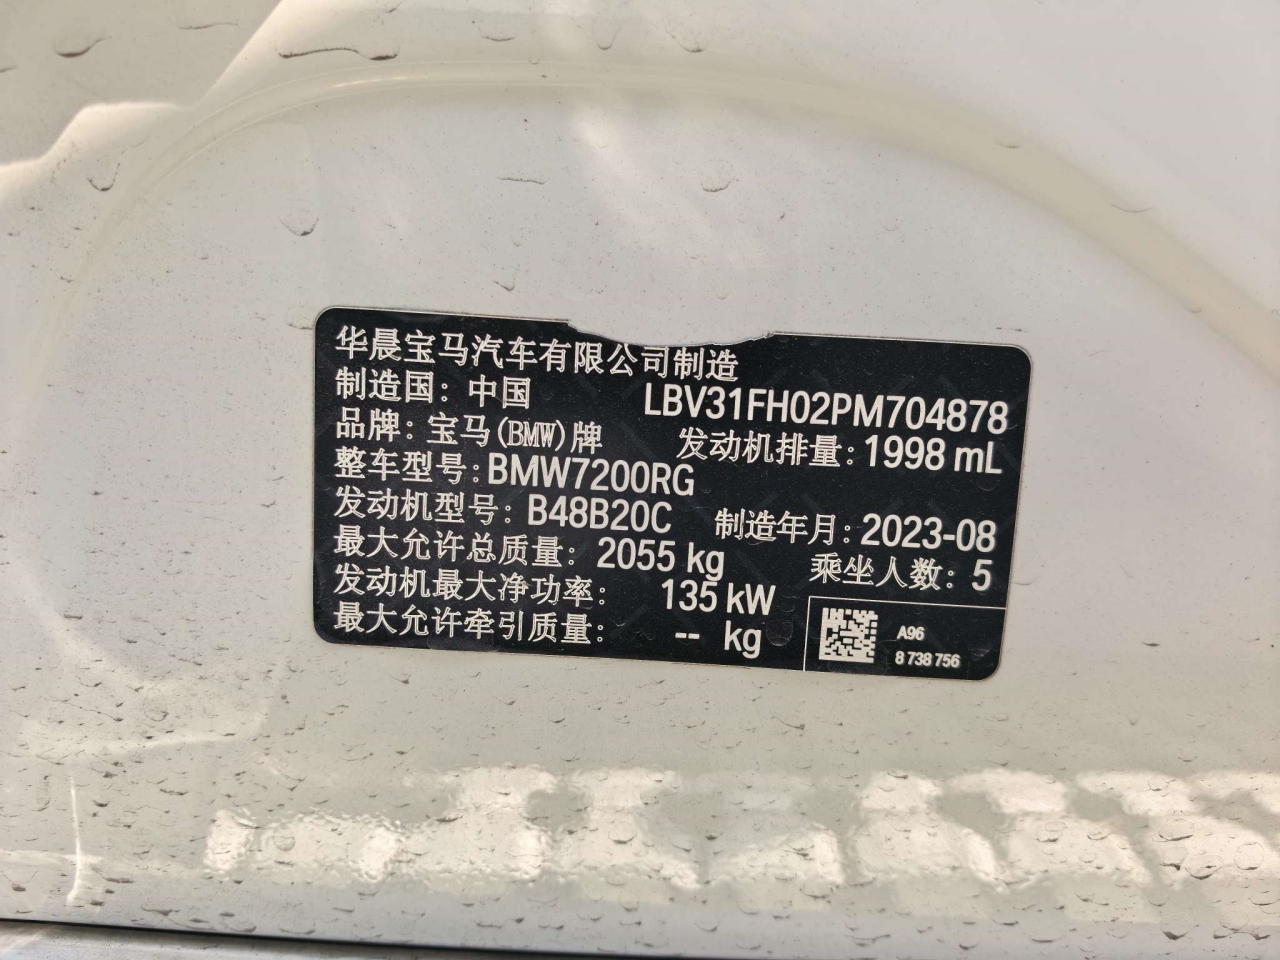 华晨宝马汽车有限公司制造
制造国：中国 LBV31FH02PM704878
品牌：宝马(BMW)牌 发动机排量：1998 mL
整车型号：BMW7200RG
发动机型号：B48B20C 制造年月：2023-08
最大允许总质量：2055 kg 乘坐人数：5
发动机最大净功率：135 kW
最大允许牵引质量：-- kg
A96
8 738 756